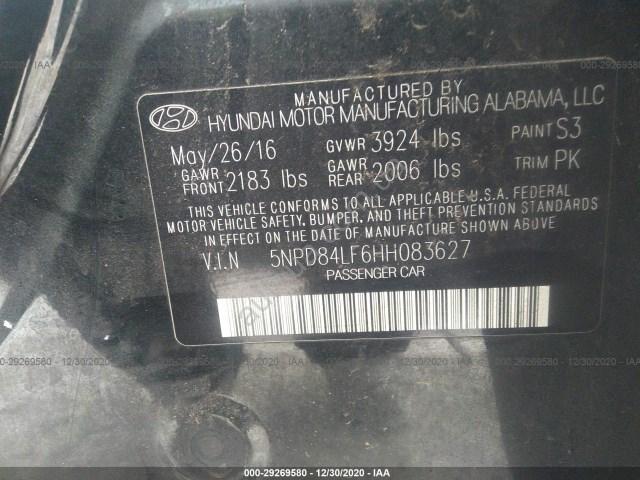 000-29269580 - 12/30/2020 - IAA
MANUFACTURED BY
HYUNDAI MOTOR MANUFACTURING ALABAMA, LLC
May/26/16 GVWR 3924 lbs PAINT S3
GAWR FRONT 2183 lbs GAWR REAR 2006 lbs TRIM PK
THIS VEHICLE CONFORMS TO ALL APPLICABLE U.S.A. FEDERAL
MOTOR VEHICLE SAFETY, BUMPER, AND THEFT PREVENTION STANDARDS
IN EFFECT ON THE DATE OF MANUFACTURE SHOWN ABOVE.
V.I.N 5NPD84LF6HH083627
PASSENGER CAR
000-29269580 - 12/30/2020 - IAA
000-29269580 - 12/30/2020 - IAA